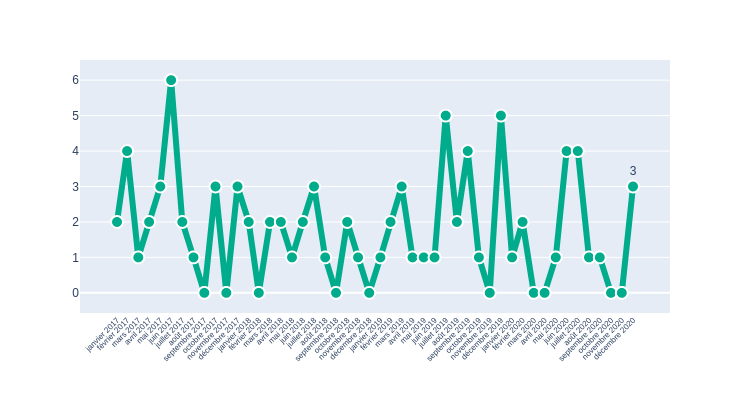 6
5
4
3
2
1
0
3
janvier 2017
février 2017
mars 2017
avril 2017
mai 2017
juin 2017
juillet 2017
août 2017
septembre 2017
octobre 2017
novembre 2017
décembre 2017
janvier 2018
février 2018
mars 2018
avril 2018
mai 2018
juin 2018
juillet 2018
août 2018
septembre 2018
octobre 2018
novembre 2018
décembre 2018
janvier 2019
février 2019
mars 2019
avril 2019
mai 2019
juin 2019
juillet 2019
août 2019
septembre 2019
octobre 2019
novembre 2019
décembre 2019
janvier 2020
février 2020
mars 2020
avril 2020
mai 2020
juin 2020
juillet 2020
août 2020
septembre 2020
octobre 2020
novembre 2020
décembre 2020